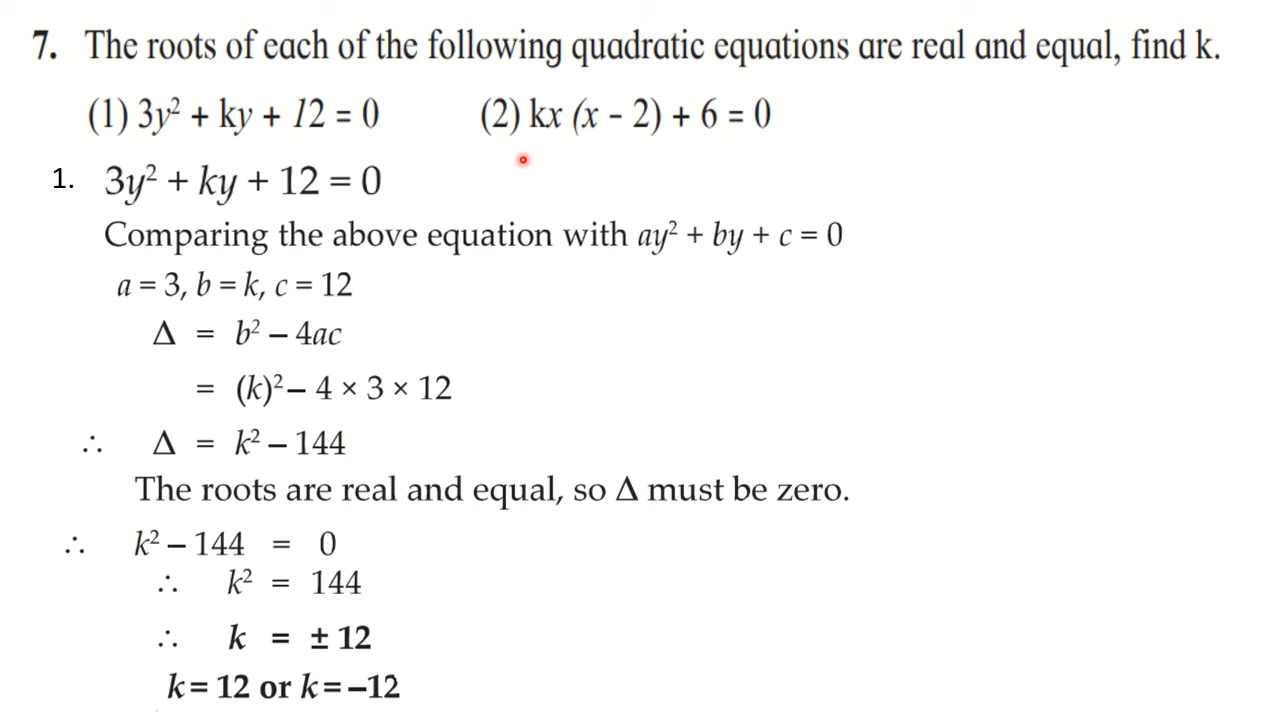 7. The roots of each of the following quadratic equations are real and equal, find k.
(1) 3y² + ky + 12 = 0 (2) kx (x - 2) + 6 = 0
1. 3y² + ky + 12 = 0
Comparing the above equation with ay² + by + c = 0
a = 3, b = k, c = 12
Δ = b² – 4ac
= (k)² – 4 × 3 × 12
∴ Δ = k² – 144
The roots are real and equal, so Δ must be zero.
∴ k² – 144 = 0
∴ k² = 144
∴ k = ± 12
k = 12 or k = –12